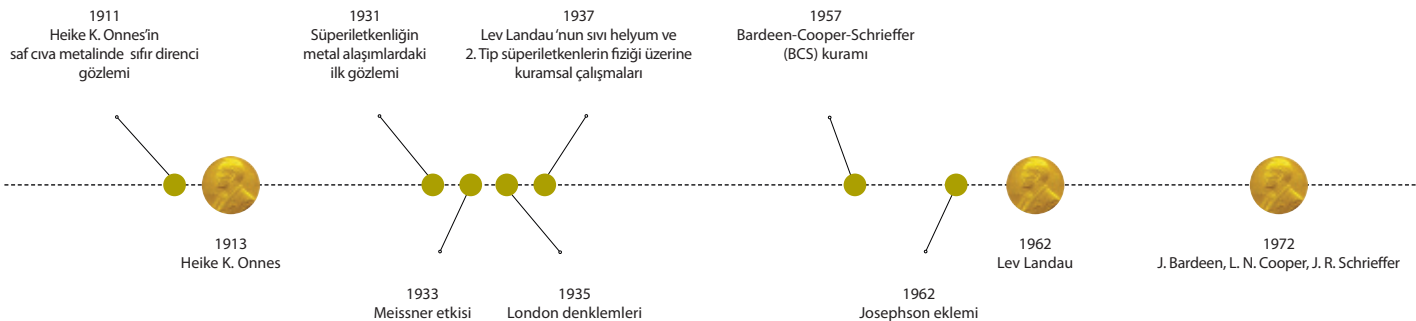 1911
Heike K. Onnes'in
saf cıva metalinde sıfır direnci
gözlemi
1931
Süperiletkenliğin
metal alaşımlardaki
ilk gözlemi
1937
Lev Landau 'nun sıvı helyum ve
2. Tip süperiletkenlerin fiziği üzerine
kuramsal çalışmaları
1957
Bardeen-Cooper-Schrieffer
(BCS) kuramı
1913
Heike K. Onnes
1933
Meissner etkisi
1935
London denklemleri
1962
Josephson eklemi
1962
Lev Landau
1972
J. Bardeen, L. N. Cooper, J. R. Schrieffer